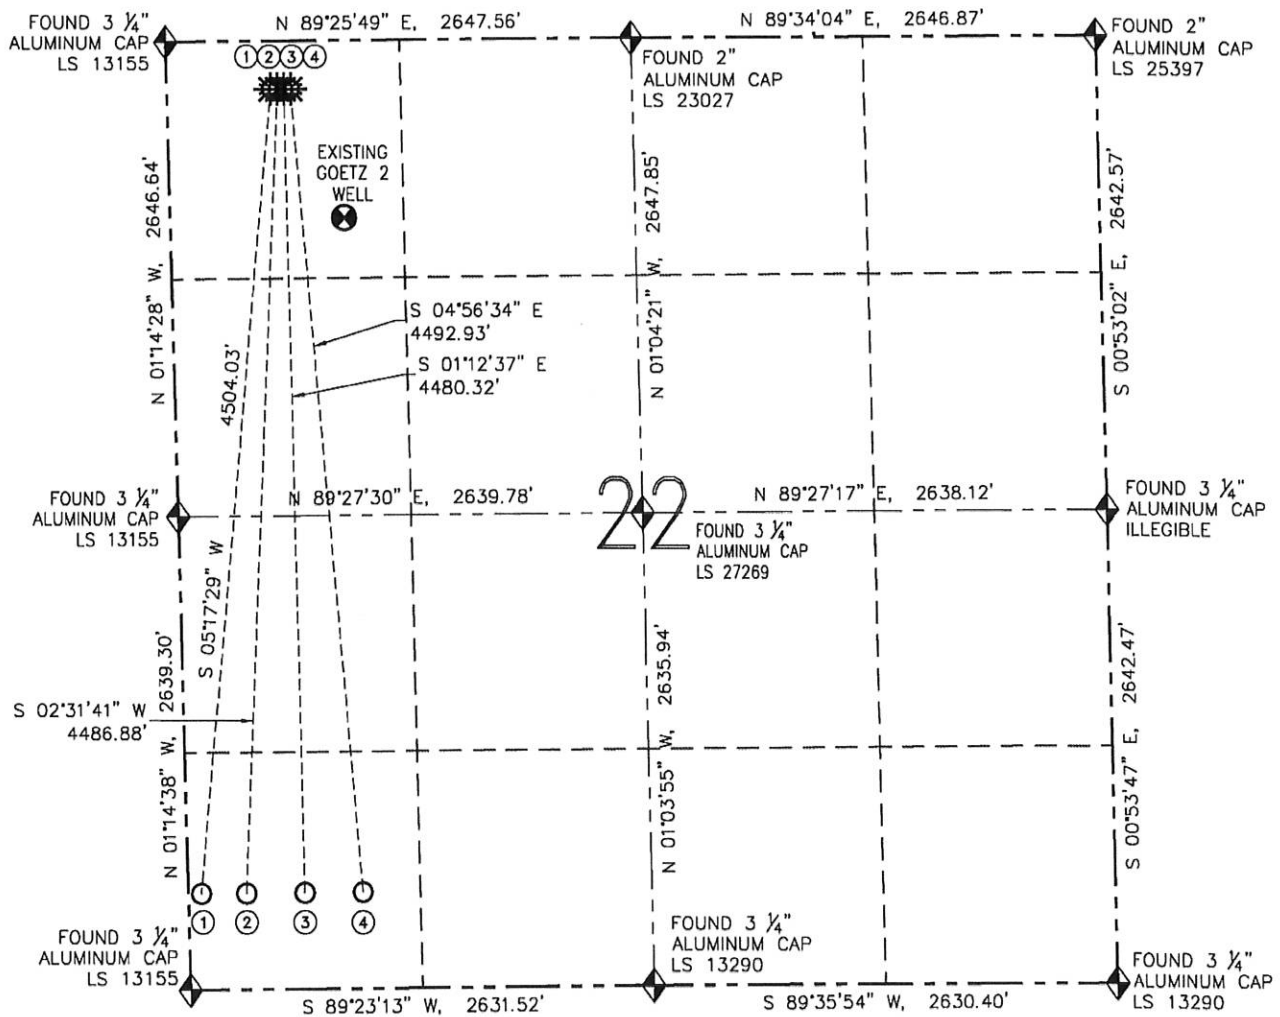 FOUND 3 ¼"
ALUMINUM CAP
LS 13155
N 89°25'49" E, 2647.56'
N 89°34'04" E, 2646.87'
FOUND 2"
ALUMINUM CAP
LS 25397
① ② ③ ④
FOUND 2"
ALUMINUM CAP
LS 23027
EXISTING
GOETZ 2
WELL
N 01°14'28" W, 2646.64'
N 01°04'21" W, 2647.85'
S 00°53'02" E, 2642.57'
S 04°56'34" E
4492.93'
S 01°12'37" E
4480.32'
S 05°17'29" W 4504.03'
FOUND 3 ¼"
ALUMINUM CAP
LS 13155
N 89°27'30" E, 2639.78'
22
N 89°27'17" E, 2638.12'
FOUND 3 ¼"
ALUMINUM CAP
ILLEGIBLE
FOUND 3 ¼"
ALUMINUM CAP
LS 27269
N 01°14'38" W, 2639.30'
N 01°03'55" W, 2635.94'
S 00°53'47" E, 2642.47'
S 02°31'41" W
4486.88'
① ② ③ ④
FOUND 3 ¼"
ALUMINUM CAP
LS 13155
FOUND 3 ¼"
ALUMINUM CAP
LS 13290
FOUND 3 ¼"
ALUMINUM CAP
LS 13290
S 89°23'13" W, 2631.52'
S 89°35'54" W, 2630.40'